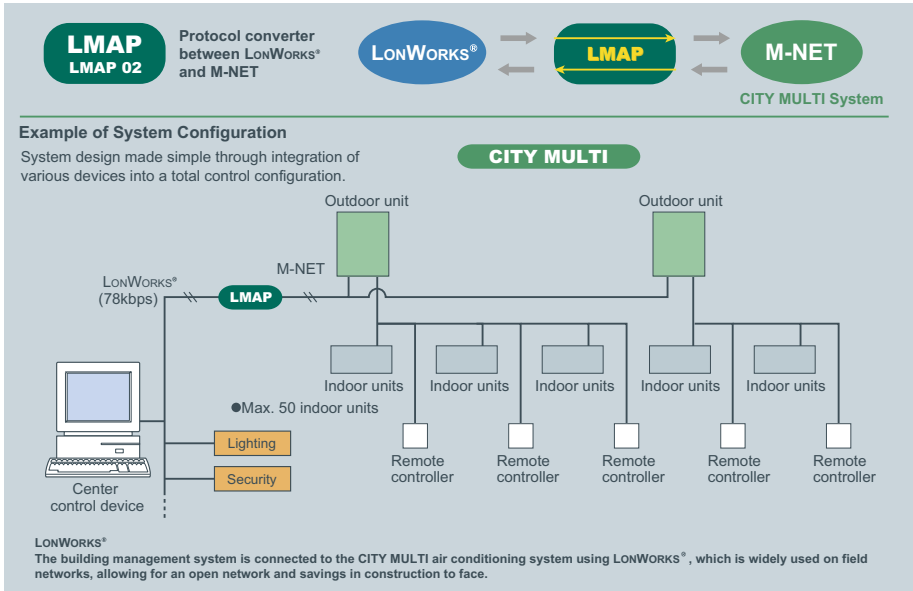 LMAP
LMAP 02
Protocol converter
between LONWORKS®
and M-NET
LONWORKS®
LMAP
M-NET
CITY MULTI System
Example of System Configuration
System design made simple through integration of
various devices into a total control configuration.
CITY MULTI
Outdoor unit
Outdoor unit
M-NET
LONWORKS®
(78kbps)
LMAP
Indoor units
Indoor units
Indoor units
Indoor units
Indoor units
●Max. 50 indoor units
Lighting
Security
Center
control device
Remote
controller
Remote
controller
Remote
controller
Remote
controller
Remote
controller
LONWORKS®
The building management system is connected to the CITY MULTI air conditioning system using LONWORKS®, which is widely used on field
networks, allowing for an open network and savings in construction to face.